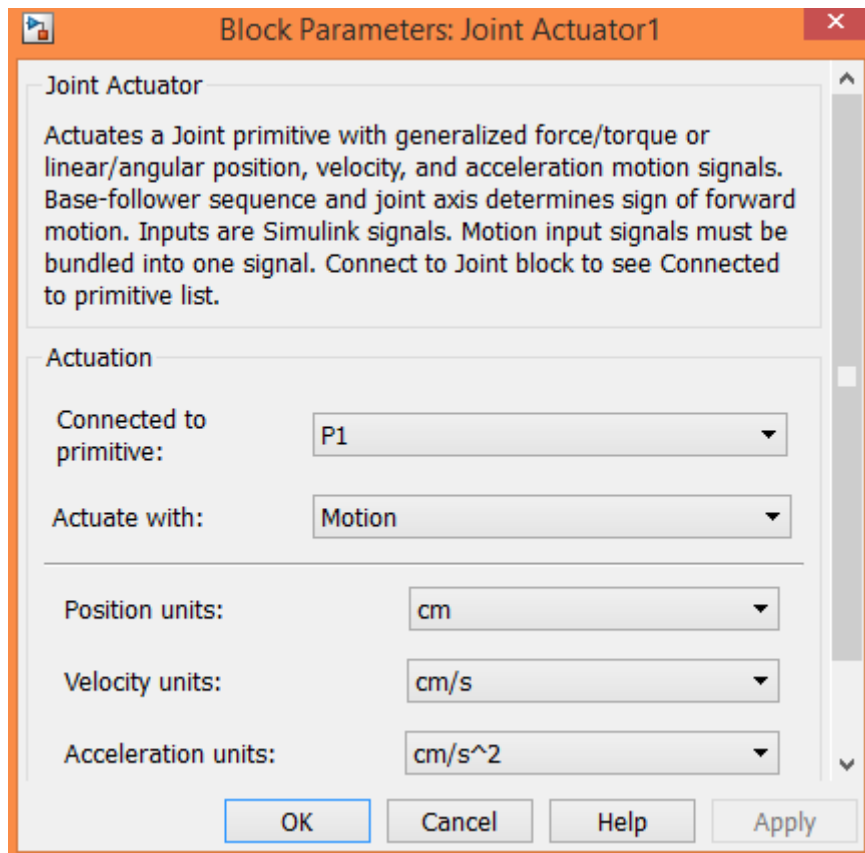 Block Parameters: Joint Actuator1
Joint Actuator
Actuates a Joint primitive with generalized force/torque or
linear/angular position, velocity, and acceleration motion signals.
Base-follower sequence and joint axis determines sign of forward
motion. Inputs are Simulink signals. Motion input signals must be
bundled into one signal. Connect to Joint block to see Connected
to primitive list.
Actuation
Connected to
primitive:
P1
Actuate with:
Motion
Position units:
cm
Velocity units:
cm/s
Acceleration units:
cm/s^2
OK
Cancel
Help
Apply